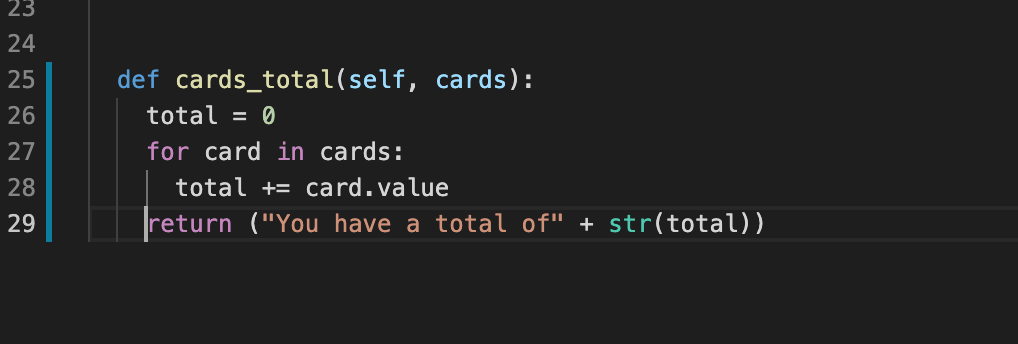 23
24
25 def cards_total(self, cards):
26 total = 0
27 for card in cards:
28 total += card.value
29 return ("You have a total of" + str(total))